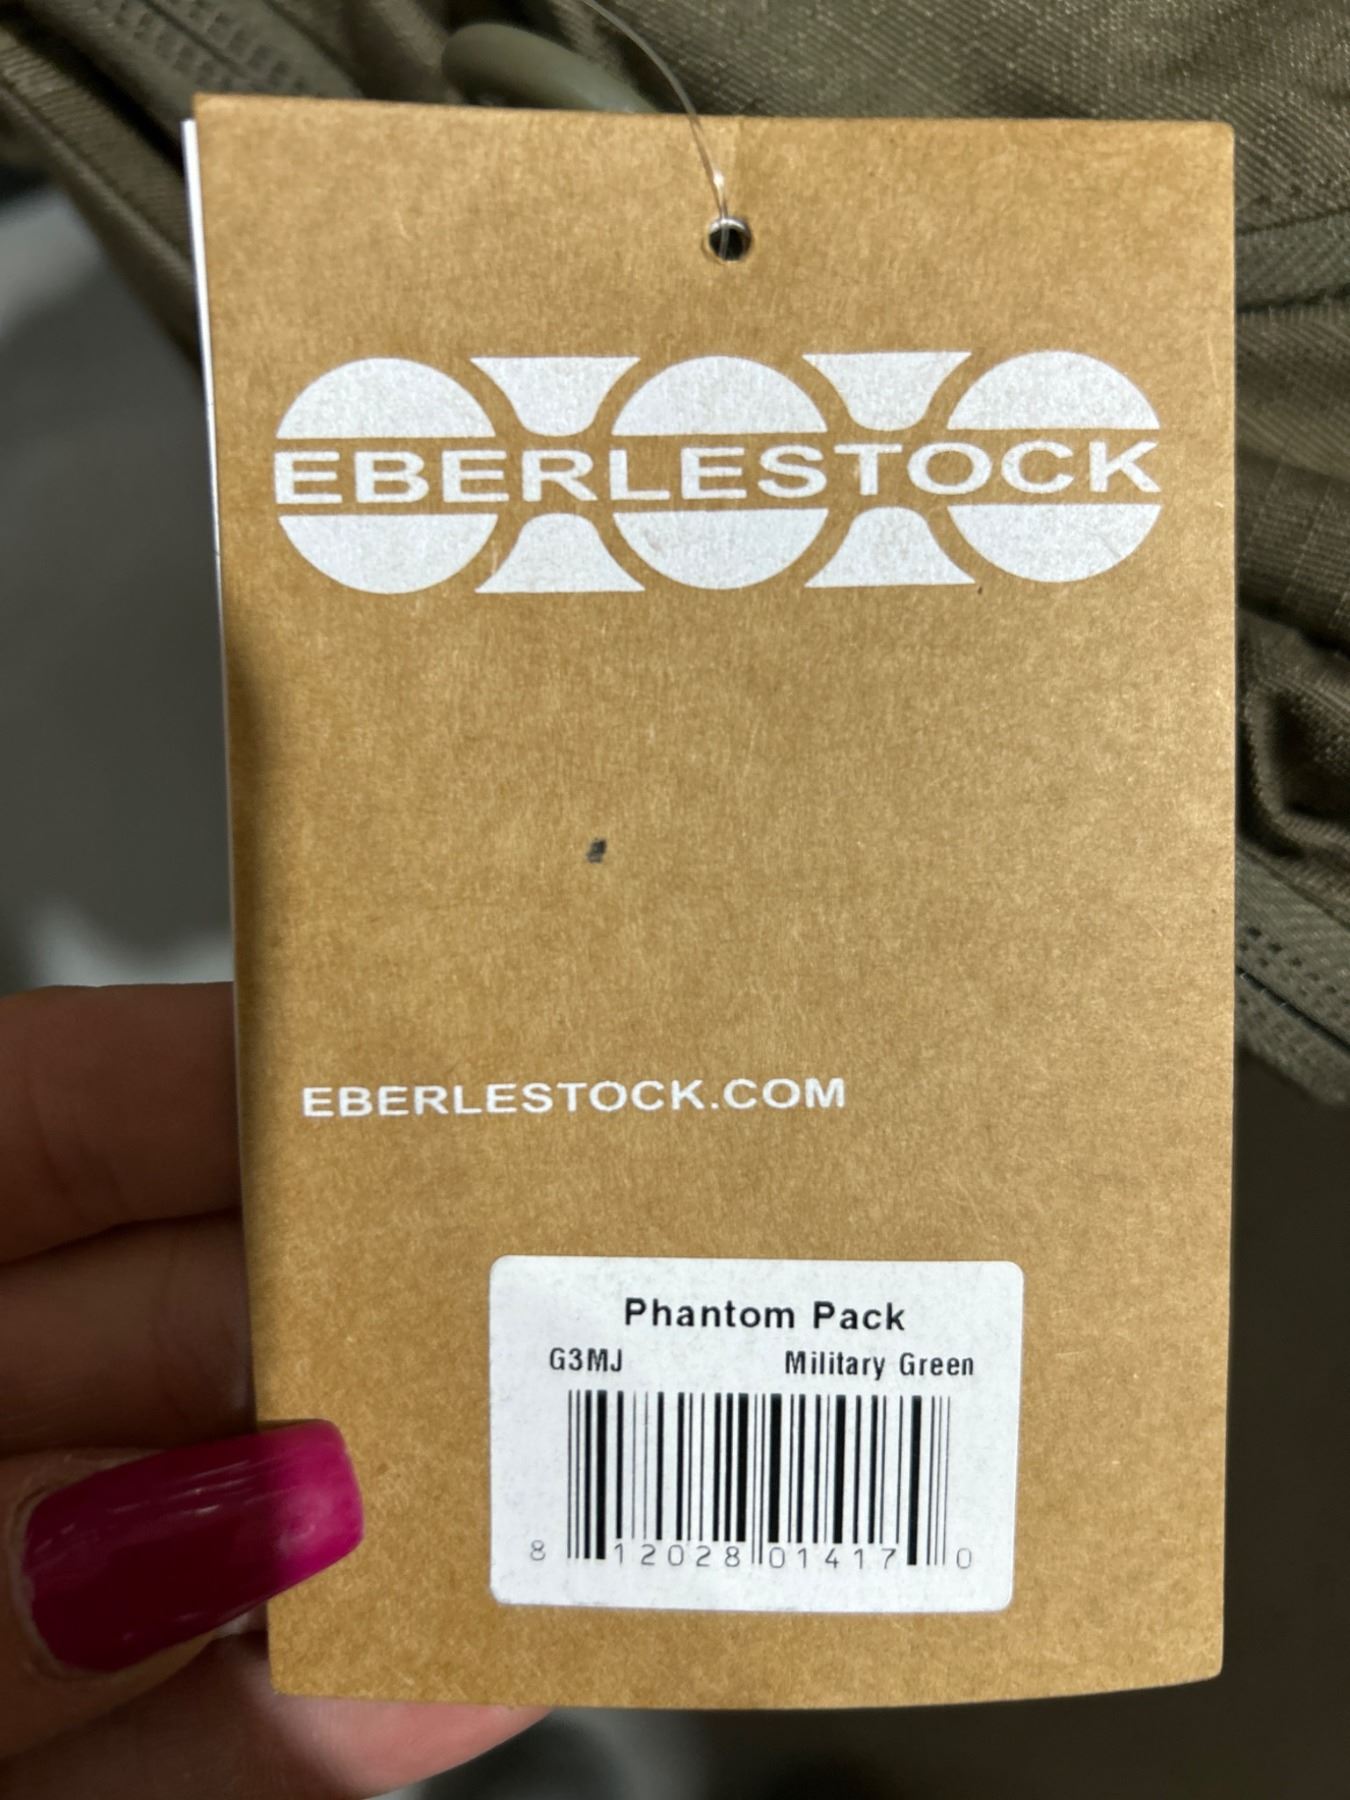 EBERLESTOCK
EBERLESTOCK.COM
Phantom Pack
G3MJ Military Green
8 12028 01417 0